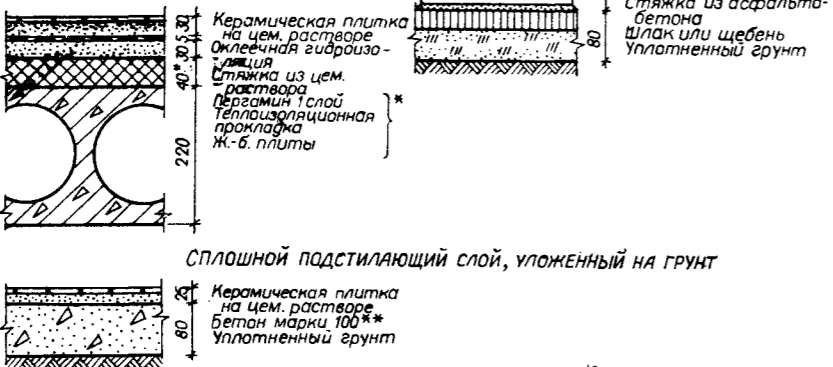 30
5
30
40*
220
Керамическая плитка
на цем. растворе
Оклеечная гидроизо-
ляция
Стяжка из цем.
раствора
Пергамин 1 слой
Теплоизоляционная
прокладка
Ж.-б. плиты
*
80
Стяжка из асфальто-
бетона
Шлак или щебень
Уплотненный грунт
СПЛОШНОЙ ПОДСТИЛАЮЩИЙ СЛОЙ, УЛОЖЕННЫЙ НА ГРУНТ
25
80
Керамическая плитка
на цем. растворе
Бетон марки 100**
Уплотненный грунт